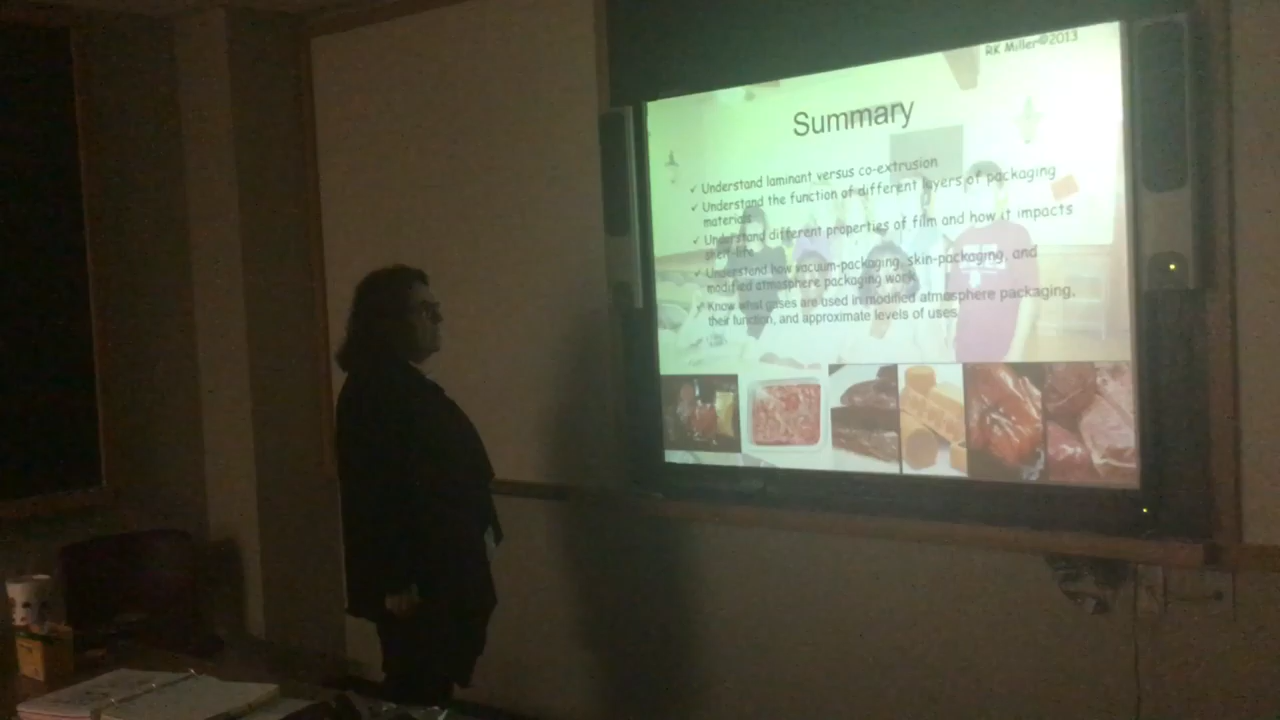 RK Miller©2013
Summary
✓ Understand laminant versus co-extrusion
✓ Understand the function of different layers of packaging
materials
✓ Understand different properties of film and how it impacts
shelf-life
✓ Understand how vacuum-packaging, skin-packaging, and
modified atmosphere packaging work
✓ Know what gases are used in modified atmosphere packaging,
their function, and approximate levels of uses